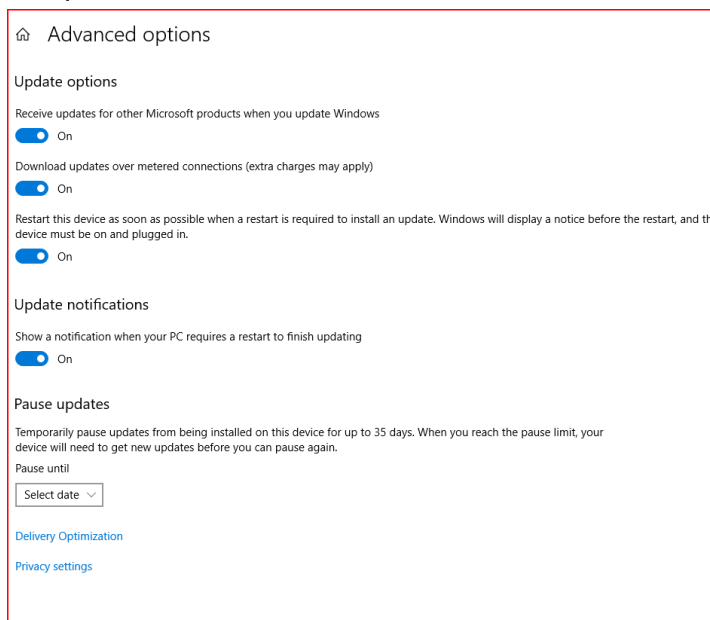 Advanced options
Update options
Receive updates for other Microsoft products when you update Windows
On
Download updates over metered connections (extra charges may apply)
On
Restart this device as soon as possible when a restart is required to install an update. Windows will display a notice before the restart, and
device must be on and plugged in.
On
Update notifications
Show a notification when your PC requires a restart to finish updating
On
Pause updates
Temporarily pause updates from being installed on this device for up to 35 days. When you reach the pause limit, your
device will need to get new updates before you can pause again.
Pause until
Select date
Delivery Optimization
Privacy settings